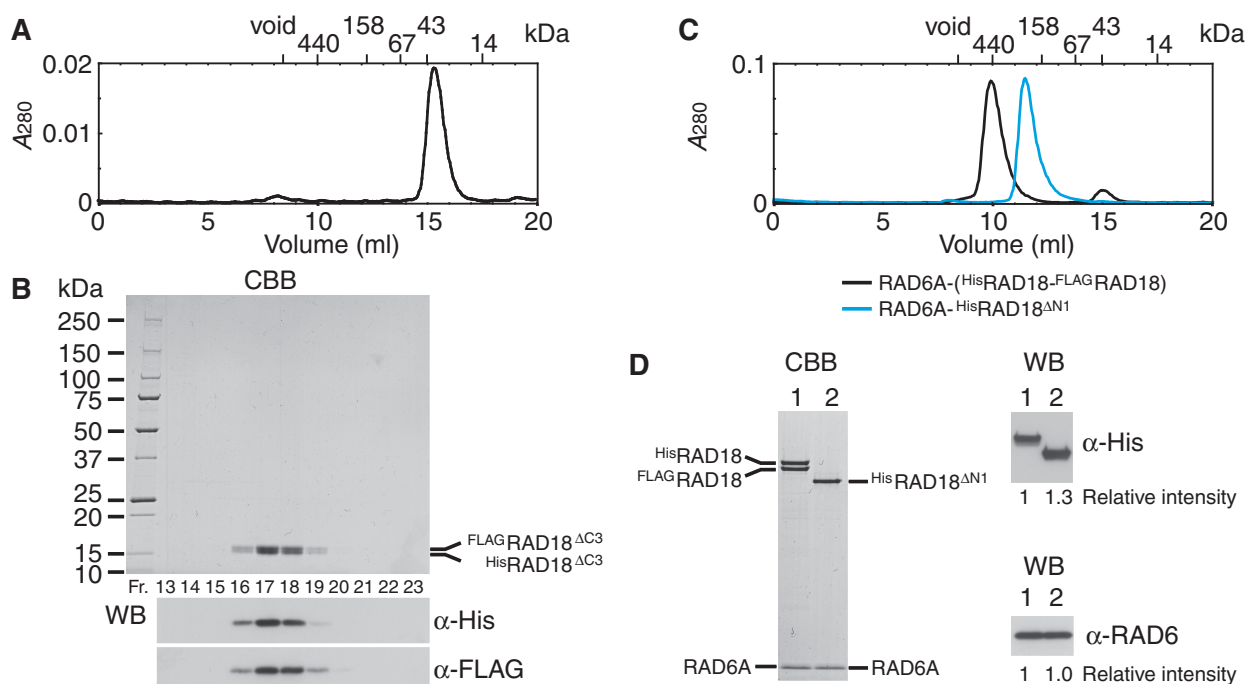 A
void 440 158 67 43 14 kDa
0.02
0.01
0
A280
0 5 10 15 20
Volume (ml)
B
CBB
kDa
250
150
100
75
50
37
25
20
15
10
FLAGRAD18ΔC3
HisRAD18ΔC3
Fr. 13 14 15 16 17 18 19 20 21 22 23
WB
α-His
α-FLAG
C
void 440 158 67 43 14 kDa
0.1
0
A280
0 5 10 15 20
Volume (ml)
RAD6A-(HisRAD18-FLAGRAD18)
RAD6A-HisRAD18ΔN1
D
CBB
1 2
HisRAD18
FLAGRAD18
HisRAD18ΔN1
RAD6A
RAD6A
WB
1 2
α-His
1 1.3 Relative intensity
WB
1 2
α-RAD6
1 1.0 Relative intensity